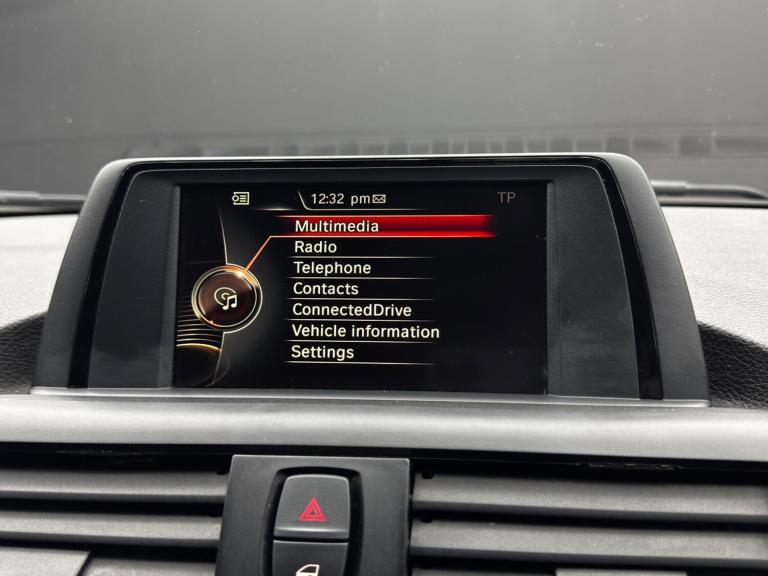 12:32 pm
TP
Multimedia
Radio
Telephone
Contacts
ConnectedDrive
Vehicle information
Settings